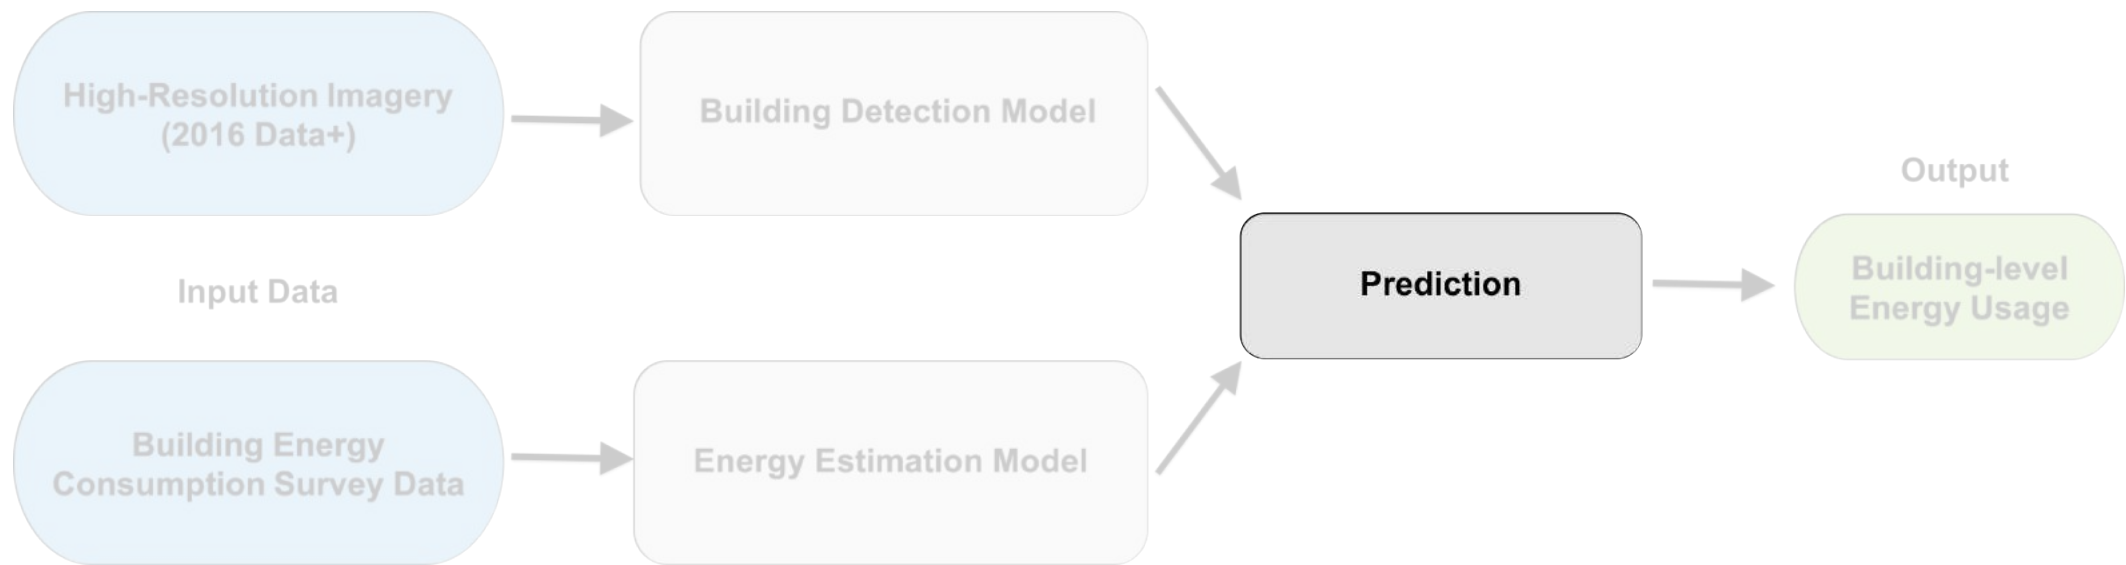 High-Resolution Imagery
(2016 Data+)
Building Detection Model
Output
Input Data
Prediction
Building-level
Energy Usage
Building Energy
Consumption Survey Data
Energy Estimation Model